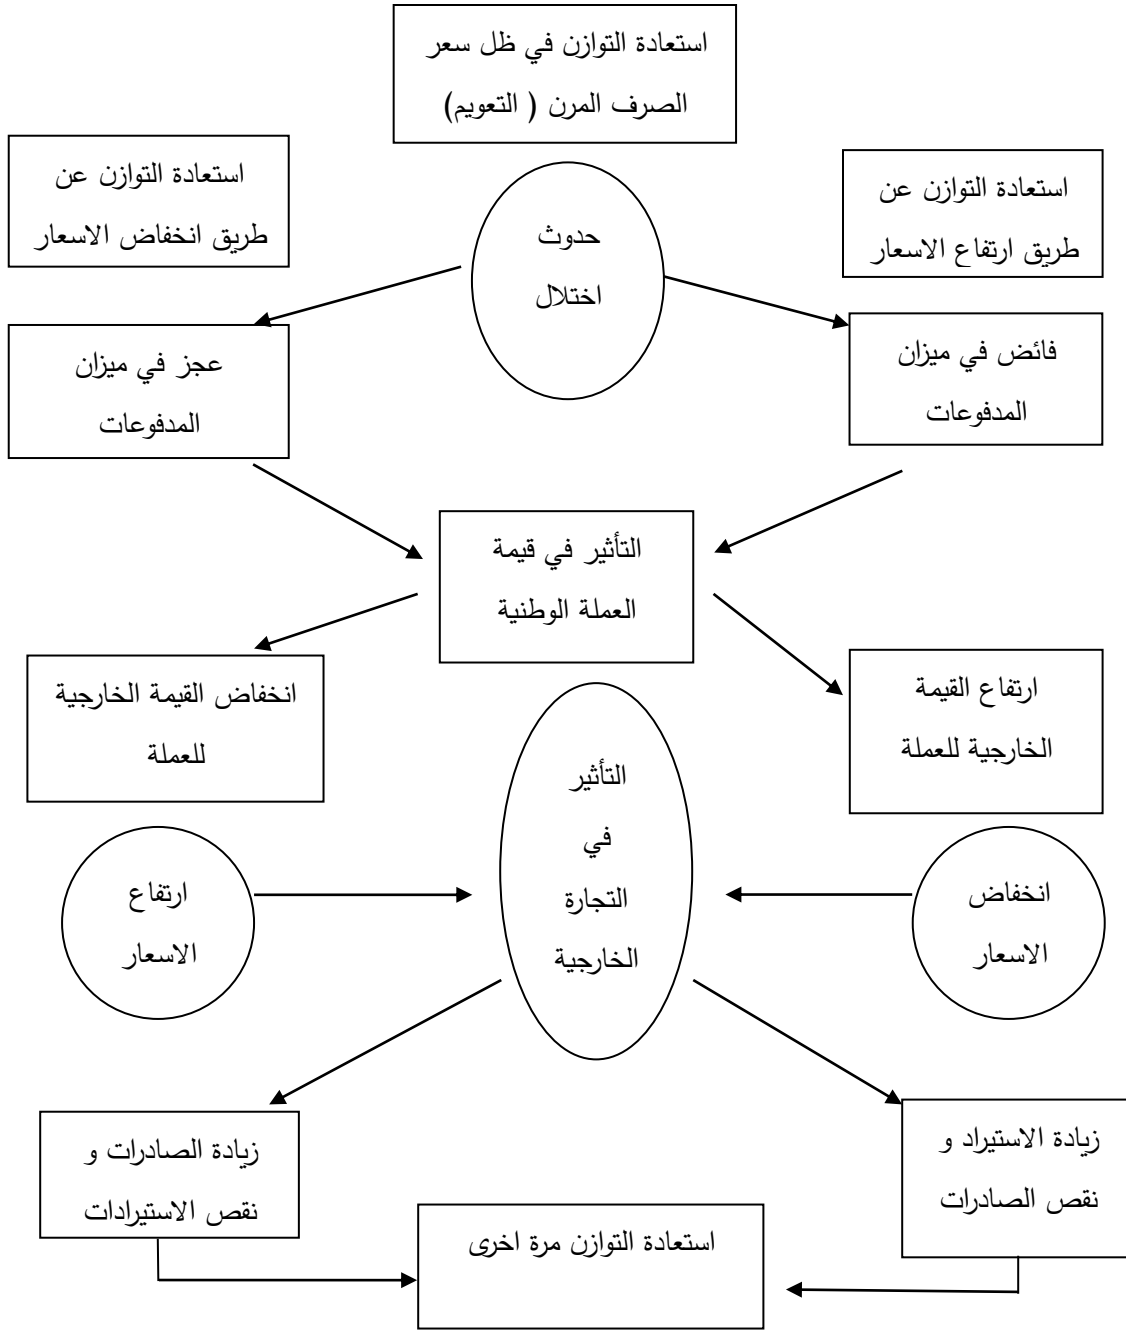 استعادة التوازن في ظل سعر
الصرف المرن ( التعويم)
استعادة التوازن عن
طريق ارتفاع الاسعار
استعادة التوازن عن
طريق انخفاض الاسعار
حدوث
اختلال
فائض في ميزان
المدفوعات
عجز في ميزان
المدفوعات
التأثير في قيمة
العملة الوطنية
ارتفاع القيمة
الخارجية للعملة
انخفاض القيمة الخارجية
للعملة
التأثير
في
التجارة
الخارجية
انخفاض
الاسعار
ارتفاع
الاسعار
زيادة الاستيراد و
نقص الصادرات
زيادة الصادرات و
نقص الاستيرادات
استعادة التوازن مرة اخرى